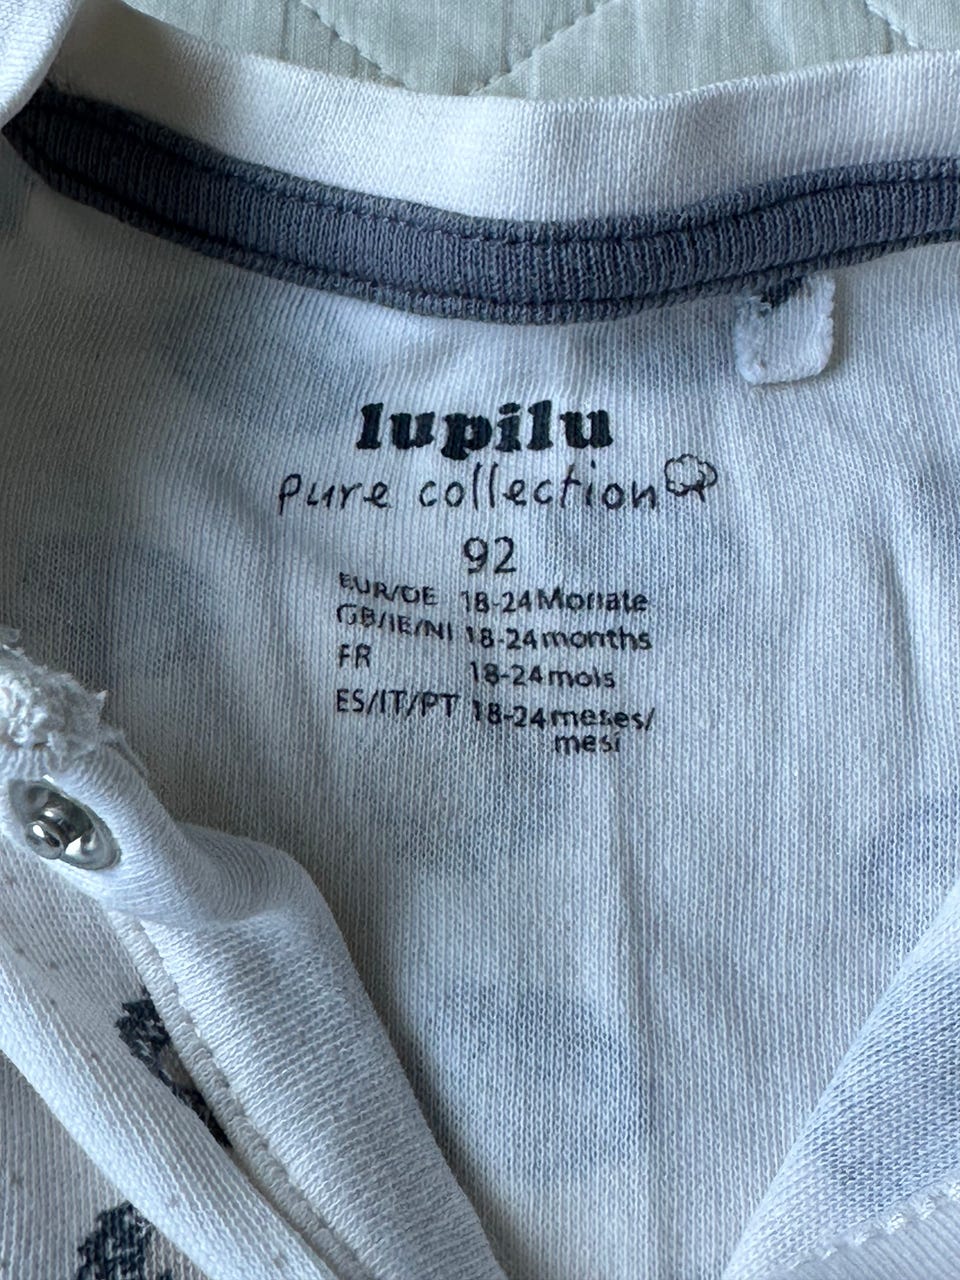 lupilu
pure collection
92
EUR/DE 18-24 Monate
GB/IE/NI 18-24 months
FR 18-24 mois
ES/IT/PT 18-24 meses/
mesi